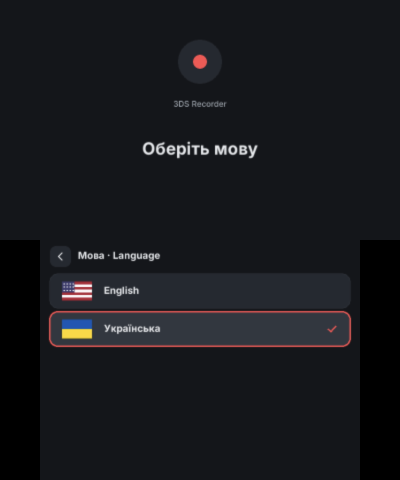 3DS Recorder
Оберіть мову
Мова · Language
English
Українська